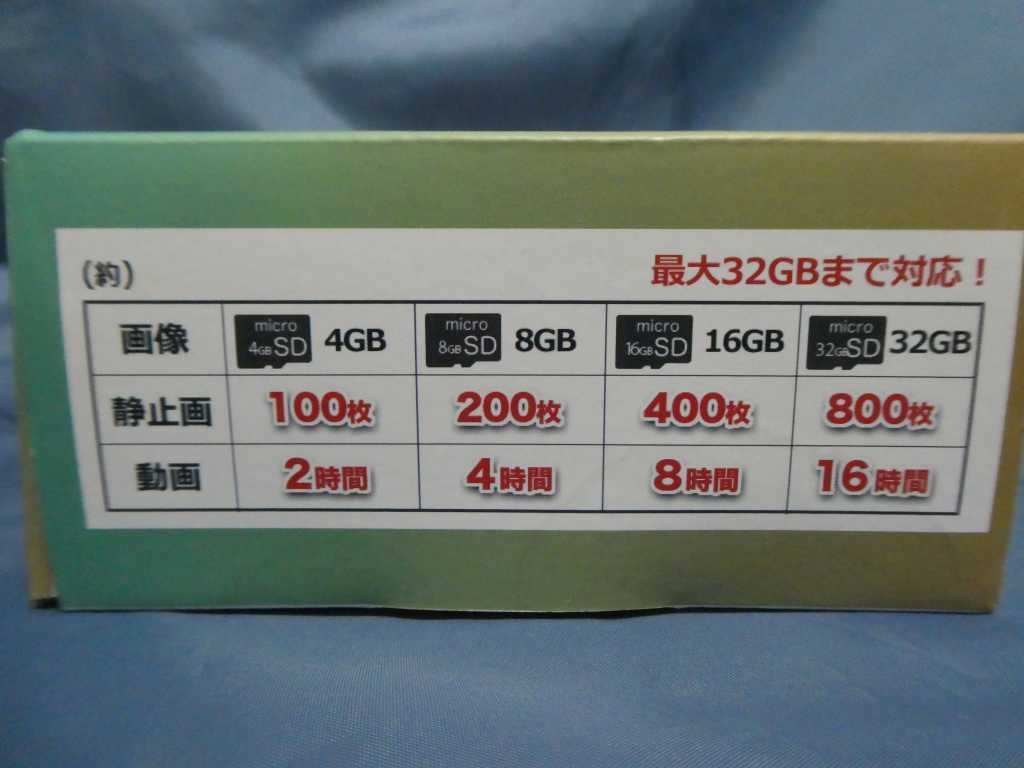 (約)
最大32GBまで対応!
画像 micro 4GB SD 4GB micro 8GB SD 8GB micro 16GB SD 16GB micro 32GB SD 32GB
静止画 100枚 200枚 400枚 800枚
動画 2時間 4時間 8時間 16時間